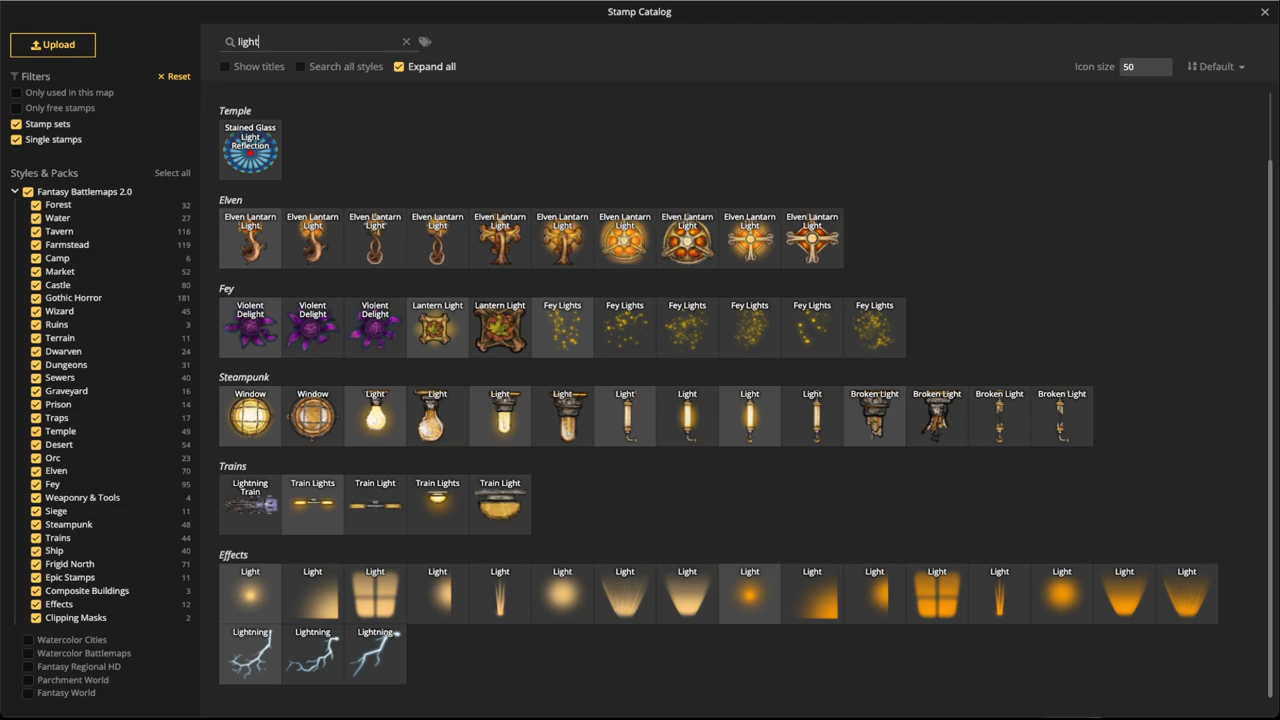 Stamp Catalog
Upload
light
Show titles
Search all styles
Expand all
Icon size
50
Default
Filters
Reset
Only used in this map
Only free stamps
Stamp sets
Single stamps
Styles & Packs
Select all
Fantasy Battlemaps 2.0
Forest 32
Water 27
Tavern 116
Farmstead 119
Camp 6
Market 52
Castle 80
Gothic Horror 181
Wizard 45
Ruins 3
Terrain 11
Dwarven 24
Dungeons 31
Sewers 40
Graveyard 16
Prison 14
Traps 17
Temple 49
Desert 54
Orc 23
Elven 70
Fey 95
Weaponry & Tools 4
Siege 11
Steampunk 48
Trains 44
Ship 40
Frigid North 71
Epic Stamps 11
Composite Buildings 3
Effects 12
Clipping Masks 2
Watercolor Cities
Watercolor Battlemaps
Fantasy Regional HD
Parchment World
Fantasy World
Temple
Stained Glass
Light
Reflection
Elven
Elven Lantarn Elven Lantarn Elven Lantarn Elven Lantarn Elven Lantarn Elven Lantarn Elven Lantarn Elven Lantarn Elven Lantarn Elven Lantarn
Light Light Light Light Light Light Light Light Light Light
Fey
Violent Violent Violent Lantern Light Lantern Light Fey Lights Fey Lights Fey Lights Fey Lights Fey Lights Fey Lights
Delight Delight Delight
Steampunk
Window Window Light Light Light Light Light Light Light Light Broken Light Broken Light Broken Light Broken Light
Trains
Lightning Train Lights Train Light Train Lights Train Light
Train
Effects
Light Light Light Light Light Light Light Light Light Light Light Light Light Light Light Light
Lightning Lightning Lightning